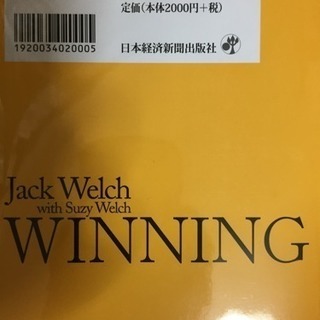 定価(本体2000円+税)
1920034020005
日本経済新聞出版社
Jack Welch
with Suzy Welch
WINNING